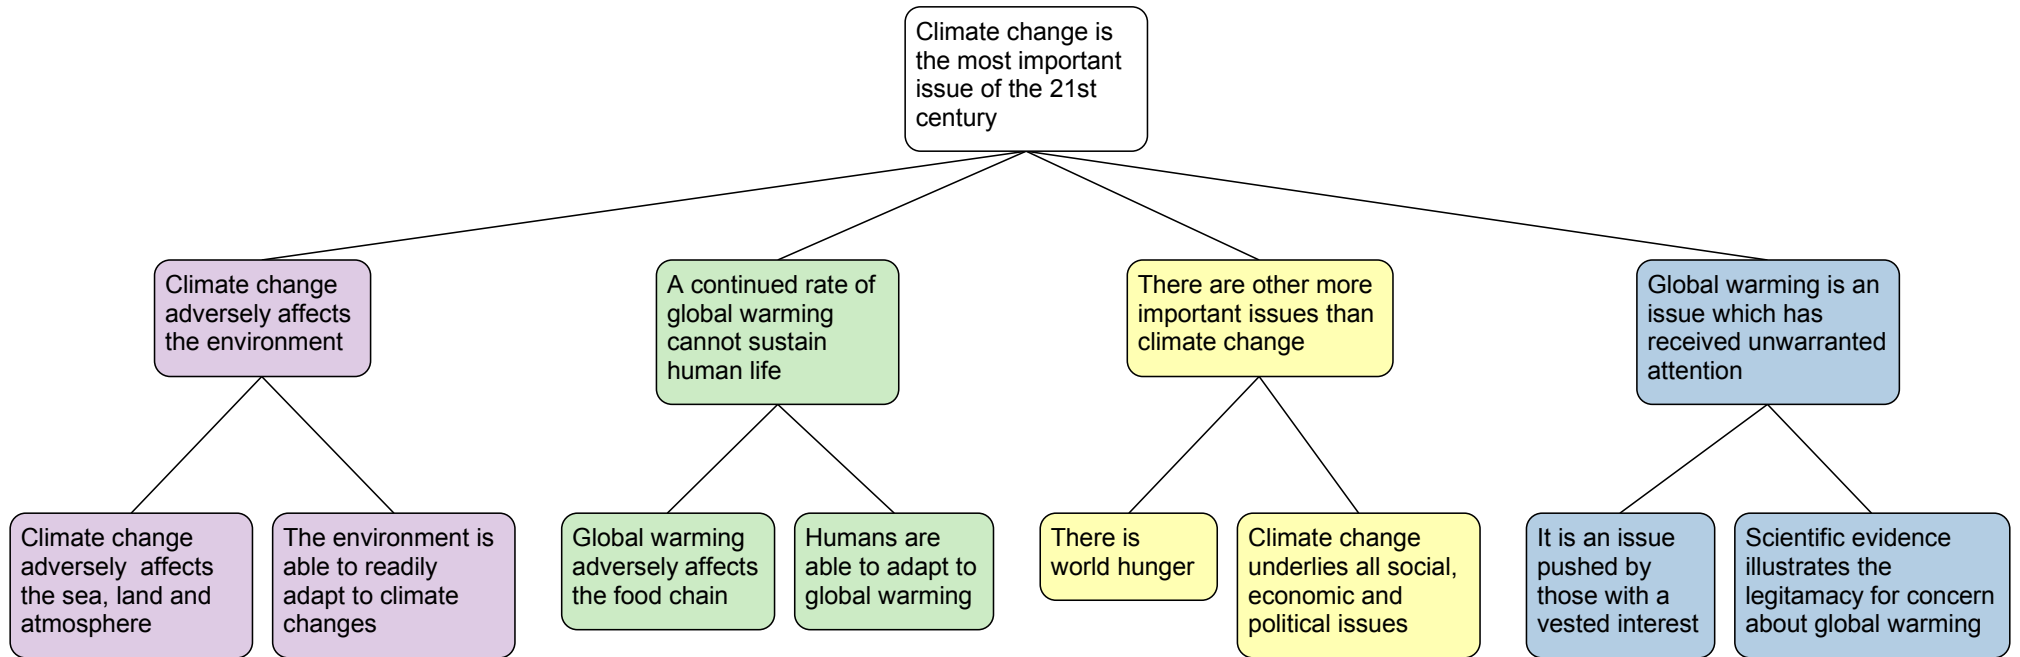 Climate change is
the most important
issue of the 21st
century
Climate change
adversely affects
the environment
A continued rate of
global warming
cannot sustain
human life
There are other more
important issues than
climate change
Global warming is an
issue which has
received unwarranted
attention
Climate change
adversely  affects
the sea, land and
atmosphere
The environment is
able to readily
adapt to climate
changes
Global warming
adversely affects
the food chain
Humans are
able to adapt to
global warming
There is
world hunger
Climate change
underlies all social,
economic and
political issues
It is an issue
pushed by
those with a
vested interest
Scientific evidence
illustrates the
legitamacy for concern
about global warming